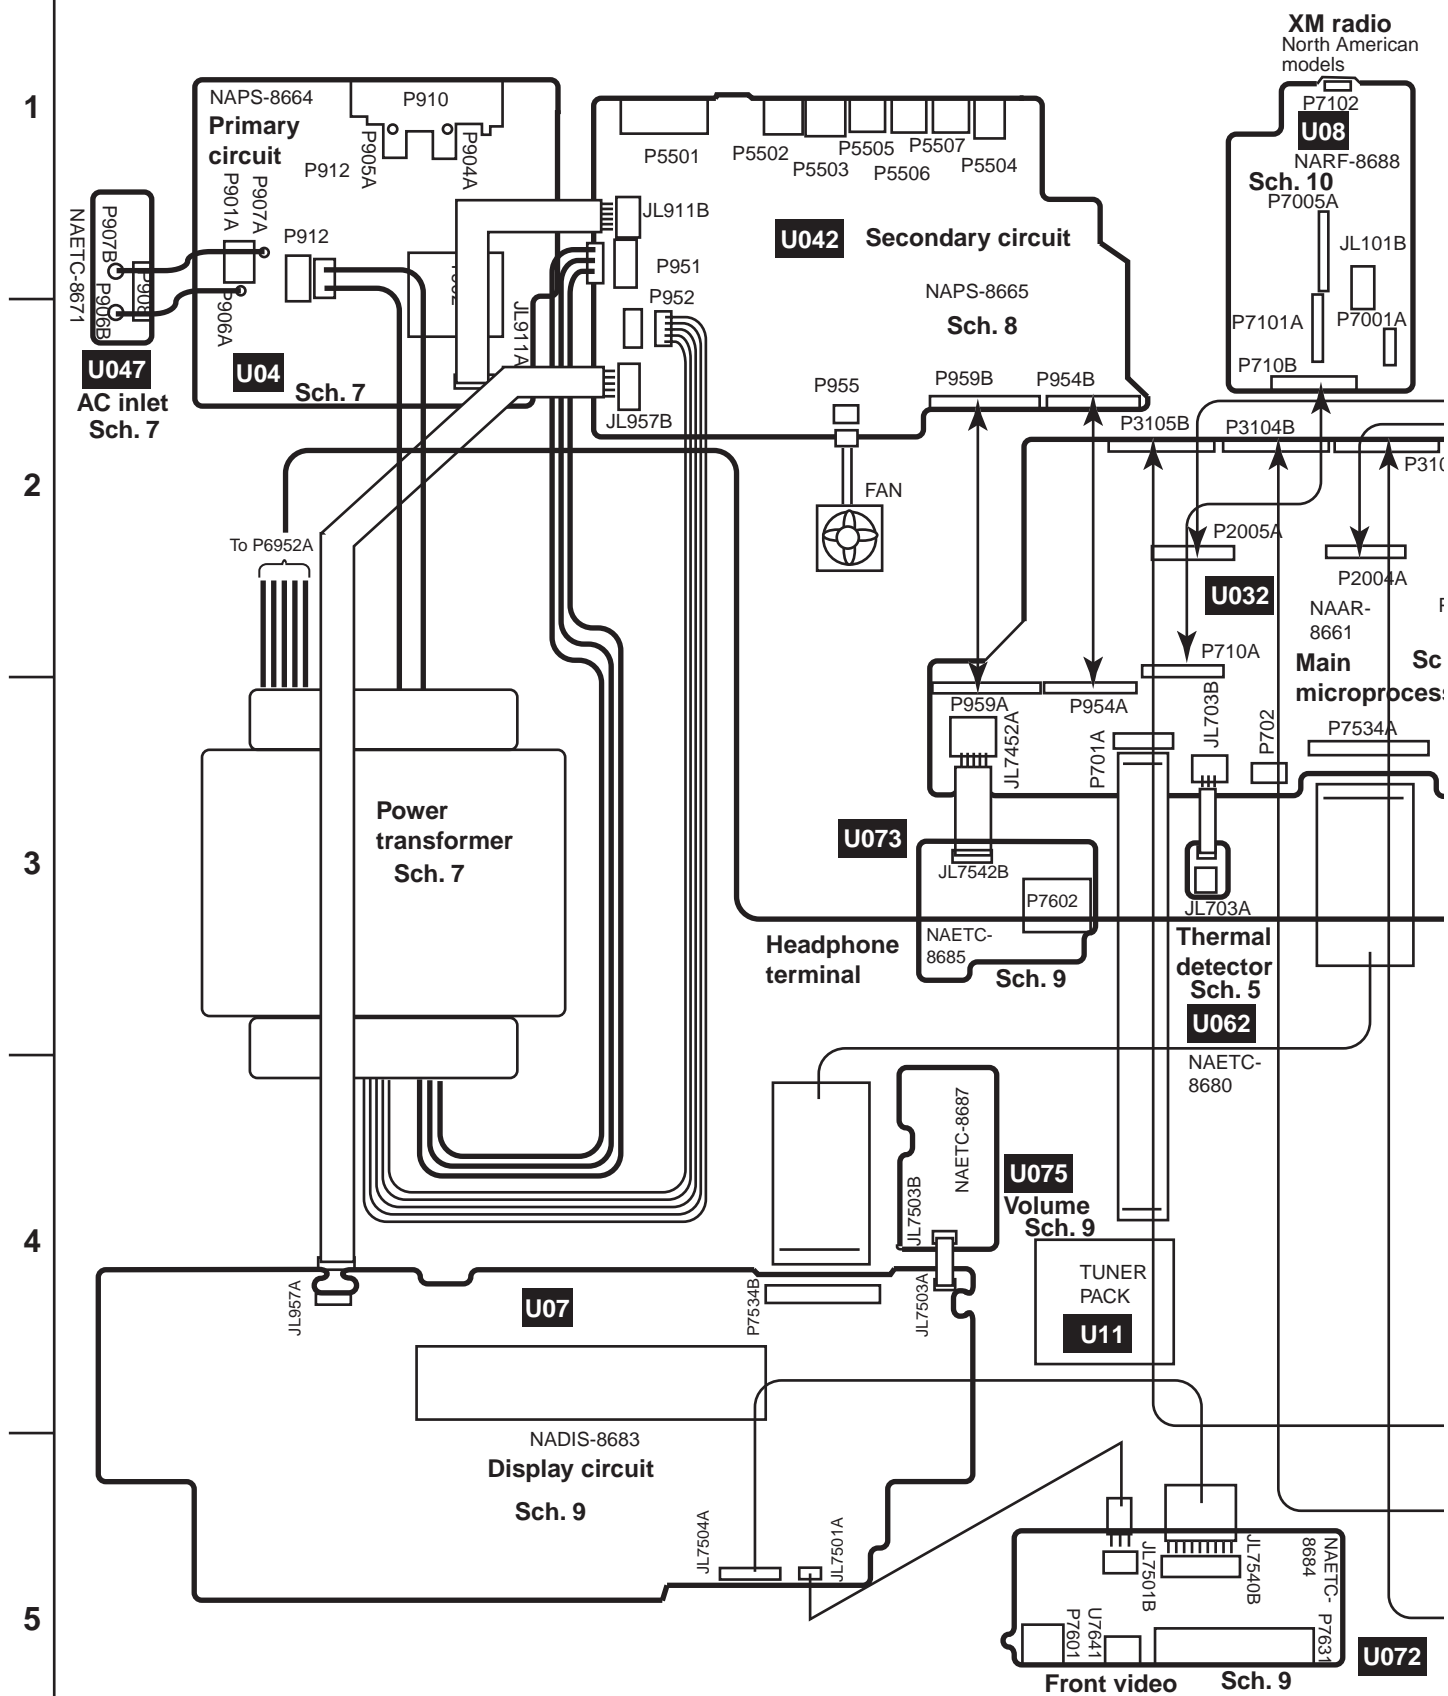 XM radio
North American
models
1
NAPS-8664
P910
Primary
circuit
P905A
P904A
P912
P901A
P907A
P912
P7102
U08
NARF-8688
Sch. 10
P7005A
P5501
P5502
P5503
P5505
P5506
P5507
P5504
JL911B
U042
Secondary circuit
JL101B
NAETC-8671
P907B
P908
P906B
P906A
P951
P952
NAPS-8665
Sch. 8
JL911A
P7101A
P7001A
P710B
U047
AC inlet
Sch. 7
U04
Sch. 7
JL957B
P955
P959B
P954B
P3105B
P3104B
2
FAN
To P6952A
P2005A
U032
P2004A
NAAR-
8661
P710A
Main
microprocess
Sc
P959A
P954A
JL7452A
P701A
JL703B
P702
P7534A
Power
transformer
Sch. 7
3
U073
JL7542B
P7602
JL703A
Headphone
terminal
NAETC-
8685
Sch. 9
Thermal
detector
Sch. 5
U062
NAETC-
8680
NAETC-8687
JL7503B
U075
Volume
Sch. 9
4
TUNER
PACK
U11
JL957A
U07
P7534B
JL7503A
NADIS-8683
Display circuit
Sch. 9
JL7504A
JL7501A
5
JL7501B
JL7540B
NAETC-
8684
P7601
U7641
P7631
U072
Front video
Sch. 9